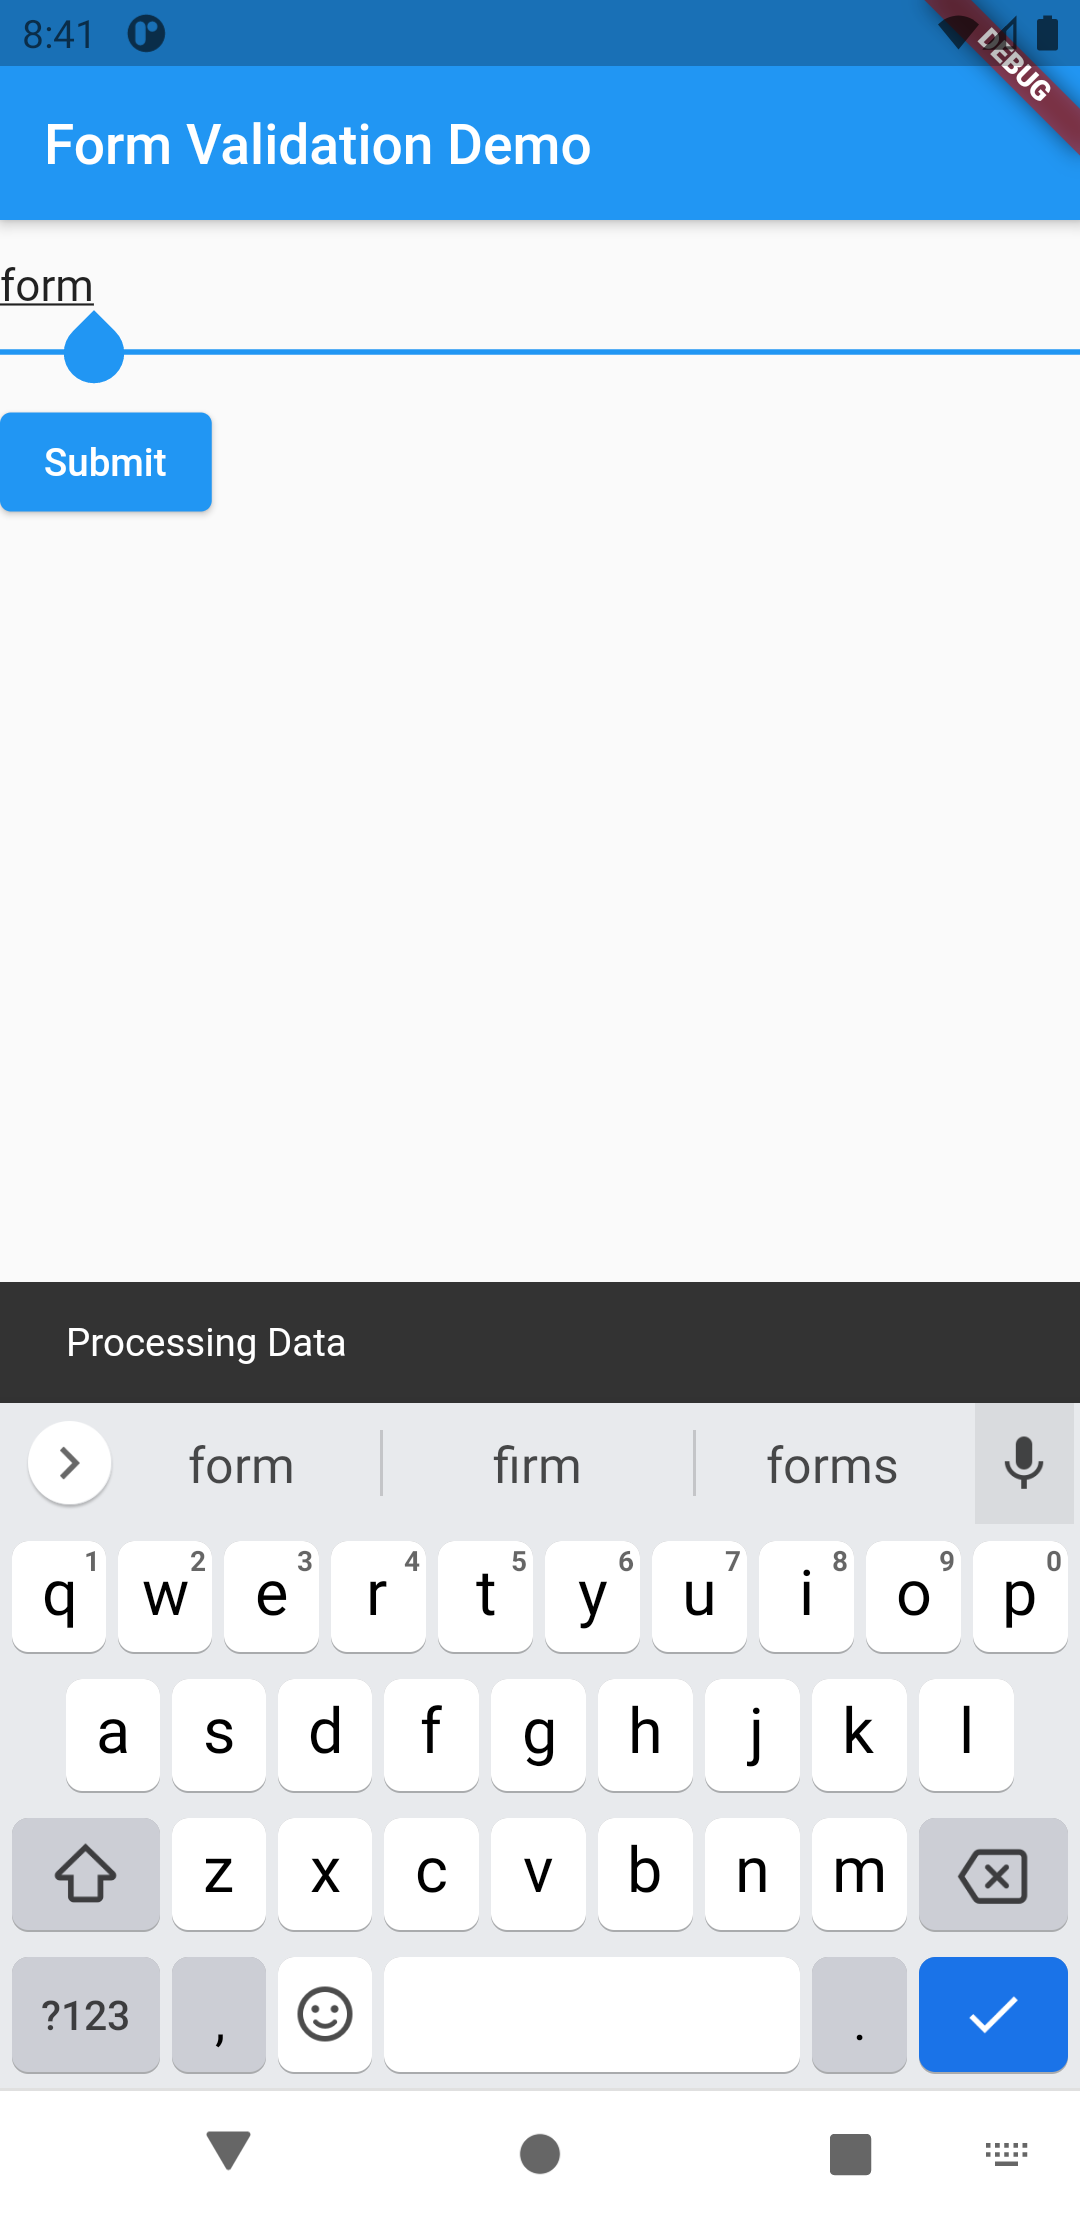 8:41
DEBUG
Form Validation Demo
form
Submit
Processing Data
form firm forms
q 1 w 2 e 3 r 4 t 5 y 6 u 7 i 8 o 9 p 0
a s d f g h j k l
z x c v b n m
?123 , .